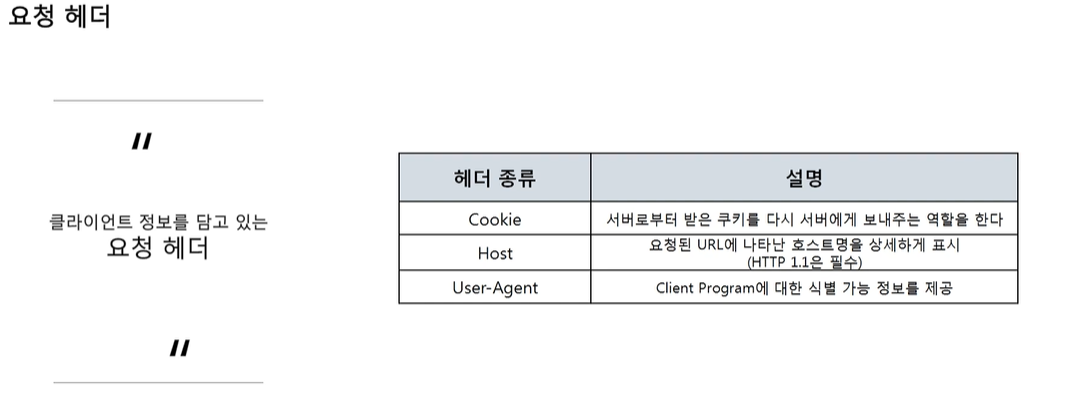 요청 헤더
〃
클라이언트 정보를 담고 있는
요청 헤더
〃
헤더 종류 설명
Cookie 서버로부터 받은 쿠키를 다시 서버에게 보내주는 역할을 한다
Host 요청된 URL에 나타난 호스트명을 상세하게 표시
(HTTP 1.1은 필수)
User-Agent Client Program에 대한 식별 가능 정보를 제공